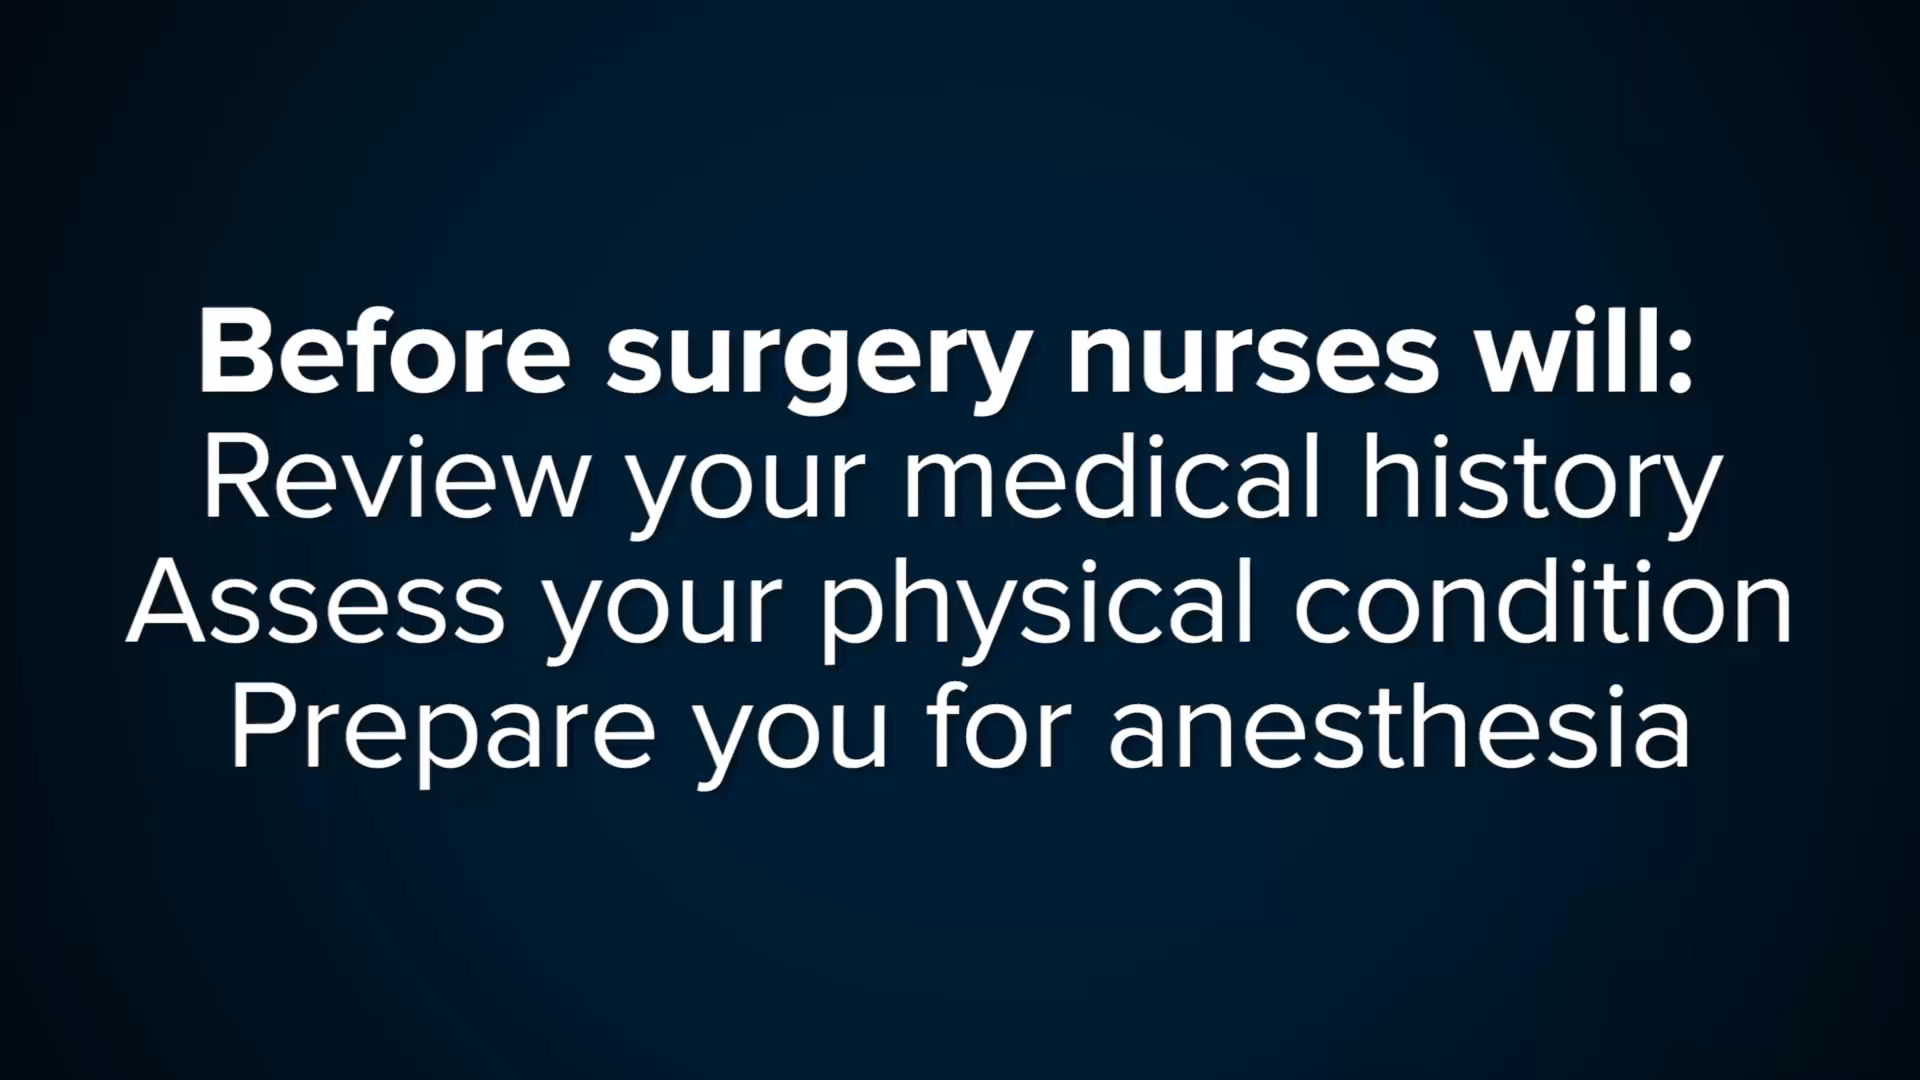 Before surgery nurses will:
Review your medical history
Assess your physical condition
Prepare you for anesthesia